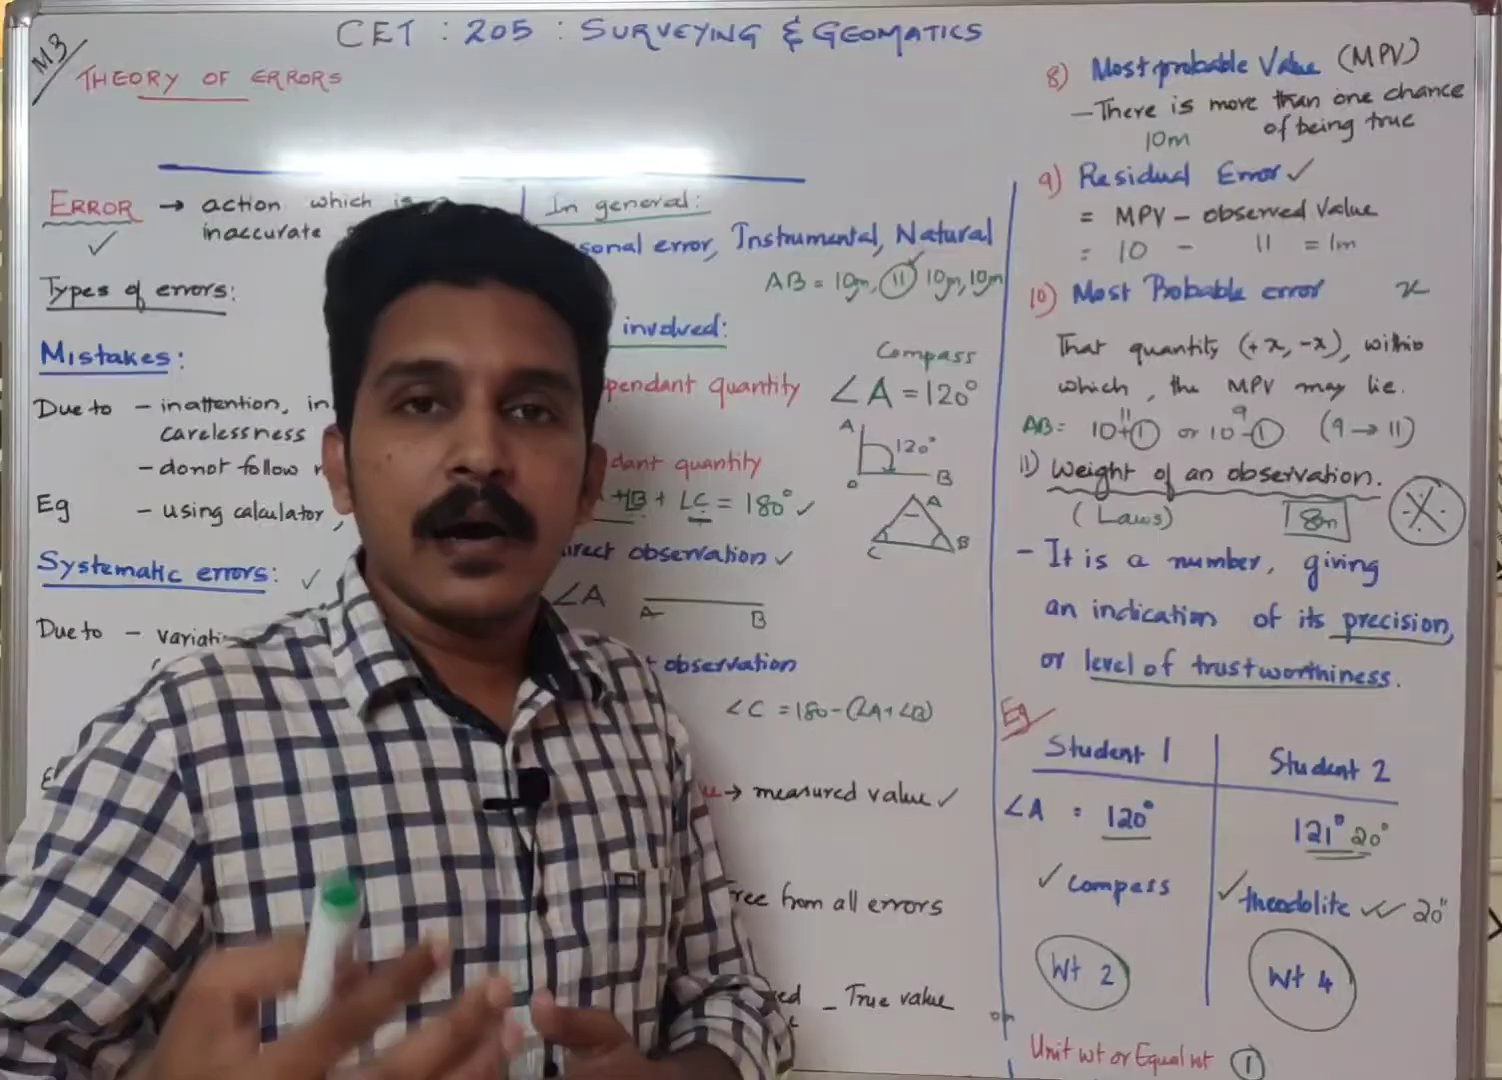 M3
CET : 205 : SURVEYING & GEOMATICS
THEORY OF ERRORS
ERROR → action which is
inaccurate
✓
Types of errors:
Mistakes:
Due to - inattention, in
carelessness
- donot follow
Eg - using calculator,
Systematic errors: ✓
Due to - variati
In general:
sonal error, Instrumental, Natural
AB = 10m, 11 10m, 10m
involved:
Compass
pendant quantity
∠A = 120°
A
120°
B
dant quantity
+∠B + ∠C = 180° ✓
A
C B
irect observation ✓
∠A
A B
observation
∠C = 180-(∠A+∠B)
→ measured value ✓
free from all errors
ed - True value
8) Most probable Value (MPV)
- There is more than one chance
10m of being true
9) Residual Error ✓
= MPV - observed value
= 10 - 11 = 1m
10) Most Probable error x
That quantity (+x, -x), within
which, the MPV may lie.
11 9
AB= 10+1 or 10-1 (9 → 11)
11) Weight of an observation.
(Laws) 8m
- It is a number, giving
an indication of its precision,
or level of trustworthiness.
Eg
Student 1 Student 2
∠A = 120° 121° 20"
✓ compass ✓ theodolite ✓✓ 20"
Wt 2 Wt 4
Unit wt or Equal wt 1